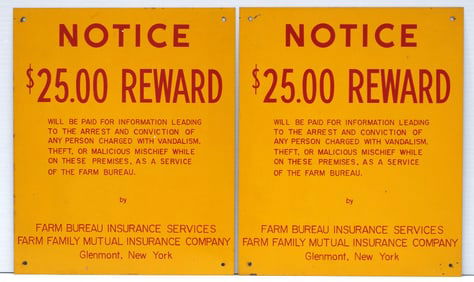 NOTICE
$25.00 REWARD
WILL BE PAID FOR INFORMATION LEADING
TO THE ARREST AND CONVICTION OF
ANY PERSON CHARGED WITH VANDALISM,
THEFT, OR MALICIOUS MISCHIEF WHILE
ON THESE PREMISES, AS A SERVICE
OF THE FARM BUREAU.
by
FARM BUREAU INSURANCE SERVICES
FARM FAMILY MUTUAL INSURANCE COMPANY
Glenmont, New York
NOTICE
$25.00 REWARD
WILL BE PAID FOR INFORMATION LEADING
TO THE ARREST AND CONVICTION OF
ANY PERSON CHARGED WITH VANDALISM,
THEFT, OR MALICIOUS MISCHIEF WHILE
ON THESE PREMISES, AS A SERVICE
OF THE FARM BUREAU.
by
FARM BUREAU INSURANCE SERVICES
FARM FAMILY MUTUAL INSURANCE COMPANY
Glenmont, New York